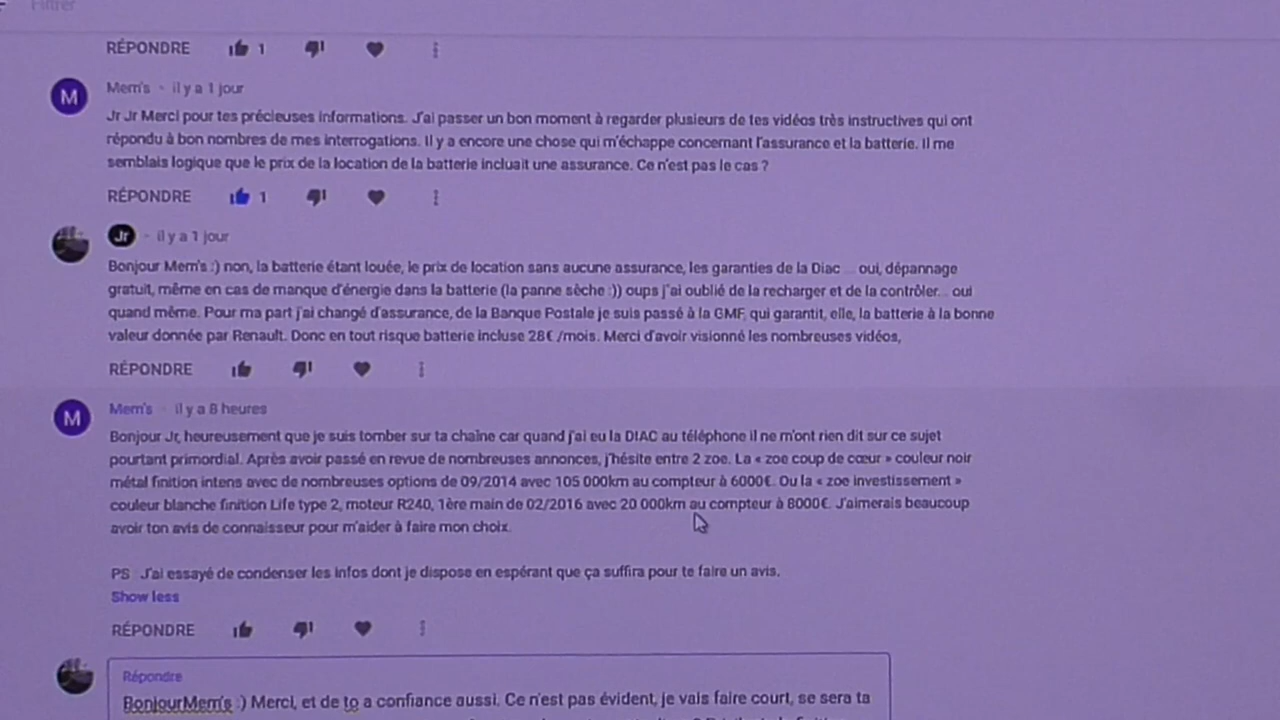 Filtrer
RÉPONDRE 1
M Mem's - il y a 1 jour
Jr Jr Merci pour tes précieuses informations. J'ai passer un bon moment à regarder plusieurs de tes vidéos très instructives qui ont
répondu à bon nombres de mes interrogations. Il y a encore une chose qui m'échappe concernant l'assurance et la batterie. Il me
semblais logique que le prix de la location de la batterie incluait une assurance. Ce n'est pas le cas ?
RÉPONDRE 1
Jr - il y a 1 jour
Bonjour Mem's :) non, la batterie étant louée, le prix de location sans aucune assurance, les garanties de la Diac ... oui, dépannage
gratuit, même en cas de manque d'énergie dans la batterie (la panne sèche :)) oups j'ai oublié de la recharger et de la contrôler... oui
quand même. Pour ma part j'ai changé d'assurance, de la Banque Postale je suis passé à la GMF, qui garantit, elle, la batterie à la bonne
valeur donnée par Renault. Donc en tout risque batterie incluse 28€ /mois. Merci d'avoir visionné les nombreuses vidéos,
RÉPONDRE
M Mem's - il y a 8 heures
Bonjour Jr, heureusement que je suis tomber sur ta chaîne car quand j'ai eu la DIAC au téléphone il ne m'ont rien dit sur ce sujet
pourtant primordial. Après avoir passé en revue de nombreuses annonces, j'hésite entre 2 zoe. La « zoe coup de cœur » couleur noir
métal finition intens avec de nombreuses options de 09/2014 avec 105 000km au compteur à 6000€. Ou la « zoe investissement »
couleur blanche finition Life type 2, moteur R240, 1ère main de 02/2016 avec 20 000km au compteur à 8000€. J'aimerais beaucoup
avoir ton avis de connaisseur pour m'aider à faire mon choix.
PS : J'ai essayé de condenser les infos dont je dispose en espérant que ça suffira pour te faire un avis.
Show less
RÉPONDRE
Répondre
BonjourMem's :) Merci, et de to a confiance aussi. Ce n'est pas évident, je vais faire court, se sera ta